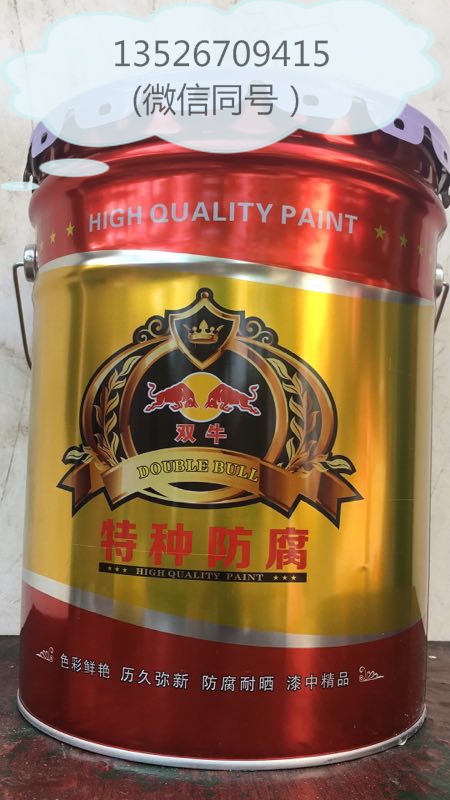 13526709415
(微信同号)
HIGH QUALITY PAINT
双牛
DOUBLE BULL
特种防腐
HIGH QUALITY PAINT
色彩鲜艳 历久弥新 防腐耐晒 漆中精品